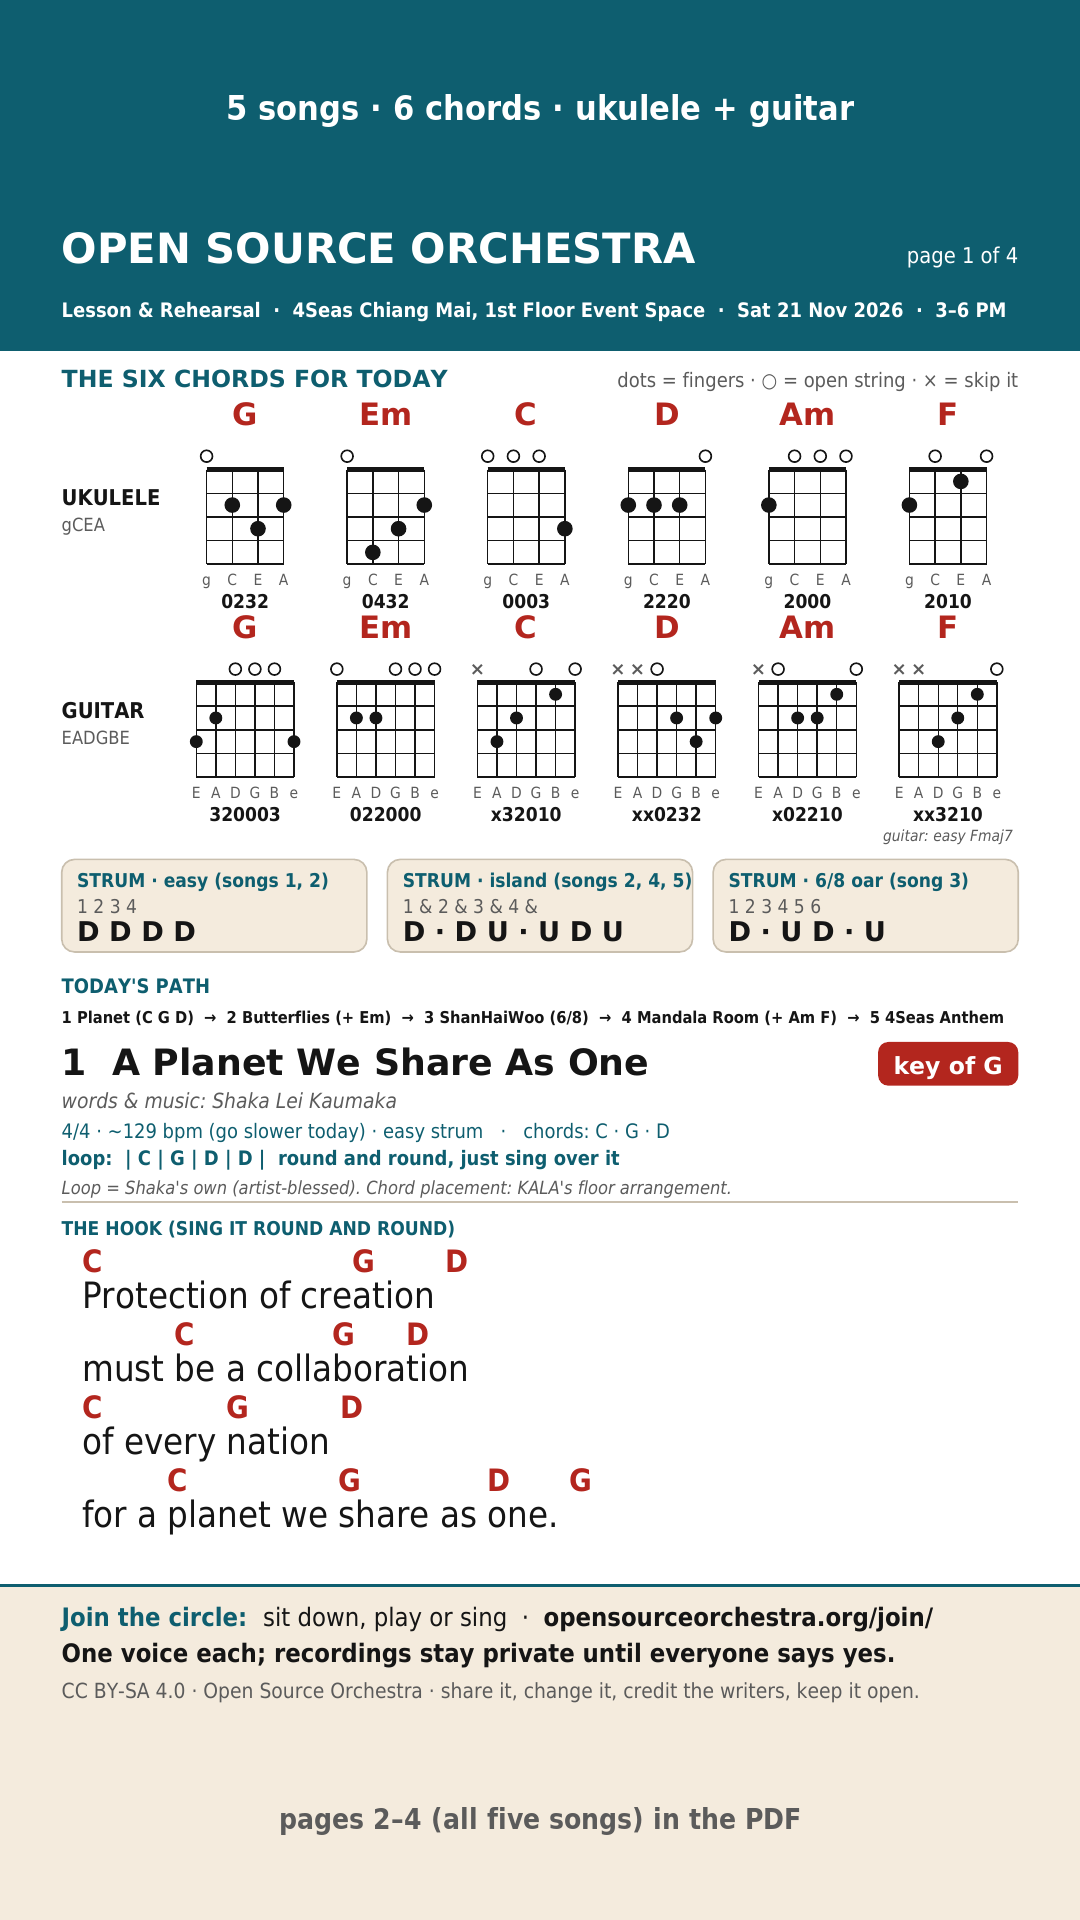 5 songs · 6 chords · ukulele + guitar
OPEN SOURCE ORCHESTRA page 1 of 4
Lesson & Rehearsal · 4Seas Chiang Mai, 1st Floor Event Space · Sat 21 Nov 2026 · 3–6 PM
THE SIX CHORDS FOR TODAY dots = fingers · ○ = open string · × = skip it
G Em C D Am F
UKULELE
gCEA
g C E A g C E A g C E A g C E A g C E A g C E A
0232 0432 0003 2220 2000 2010
G Em C D Am F
× × × × × ×
GUITAR
EADGBE
E A D G B e E A D G B e E A D G B e E A D G B e E A D G B e E A D G B e
320003 022000 x32010 xx0232 x02210 xx3210
guitar: easy Fmaj7
STRUM · easy (songs 1, 2)
1 2 3 4
D D D D
STRUM · island (songs 2, 4, 5)
1 & 2 & 3 & 4 &
D · D U · U D U
STRUM · 6/8 oar (song 3)
1 2 3 4 5 6
D · U D · U
TODAY'S PATH
1 Planet (C G D) → 2 Butterflies (+ Em) → 3 ShanHaiWoo (6/8) → 4 Mandala Room (+ Am F) → 5 4Seas Anthem
1 A Planet We Share As One key of G
words & music: Shaka Lei Kaumaka
4/4 · ~129 bpm (go slower today) · easy strum · chords: C · G · D
loop: | C | G | D | D | round and round, just sing over it
Loop = Shaka's own (artist-blessed). Chord placement: KALA's floor arrangement.
THE HOOK (SING IT ROUND AND ROUND)
C G D
Protection of creation
C G D
must be a collaboration
C G D
of every nation
C G D G
for a planet we share as one.
Join the circle: sit down, play or sing · opensourceorchestra.org/join/
One voice each; recordings stay private until everyone says yes.
CC BY-SA 4.0 · Open Source Orchestra · share it, change it, credit the writers, keep it open.
pages 2–4 (all five songs) in the PDF